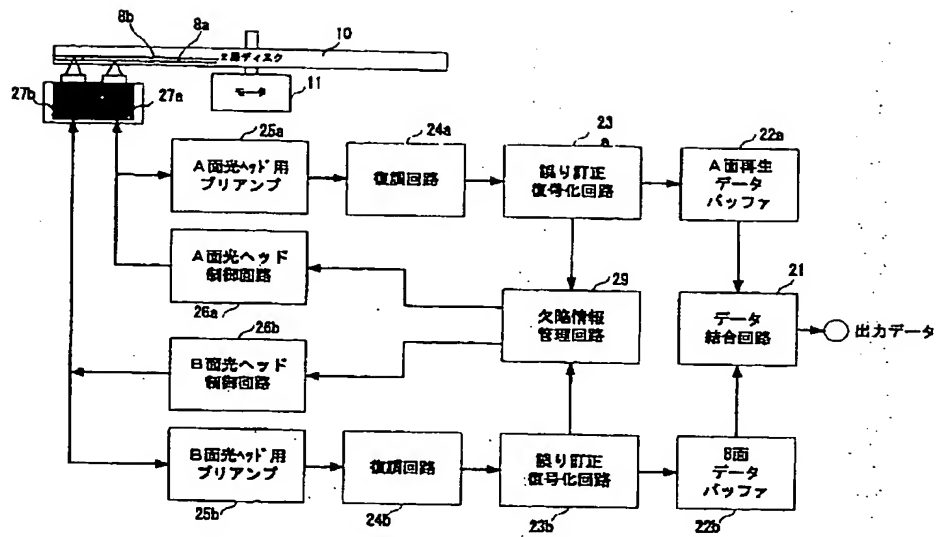 8b
8a
10
2層ディスク
モータ
11
27b
27a
25a
A面光ヘッド用
プリアンプ
24a
復調回路
23
a
誤り訂正
復号化回路
22a
A面再生
データ
バッファ
A面光ヘッド
制御回路
26a
29
欠陥情報
管理回路
21
データ
結合回路
出力データ
26b
B面光ヘッド
制御回路
B面光ヘッド用
プリアンプ
25b
復調回路
24b
誤り訂正
復号化回路
23b
B面
データ
バッファ
22b